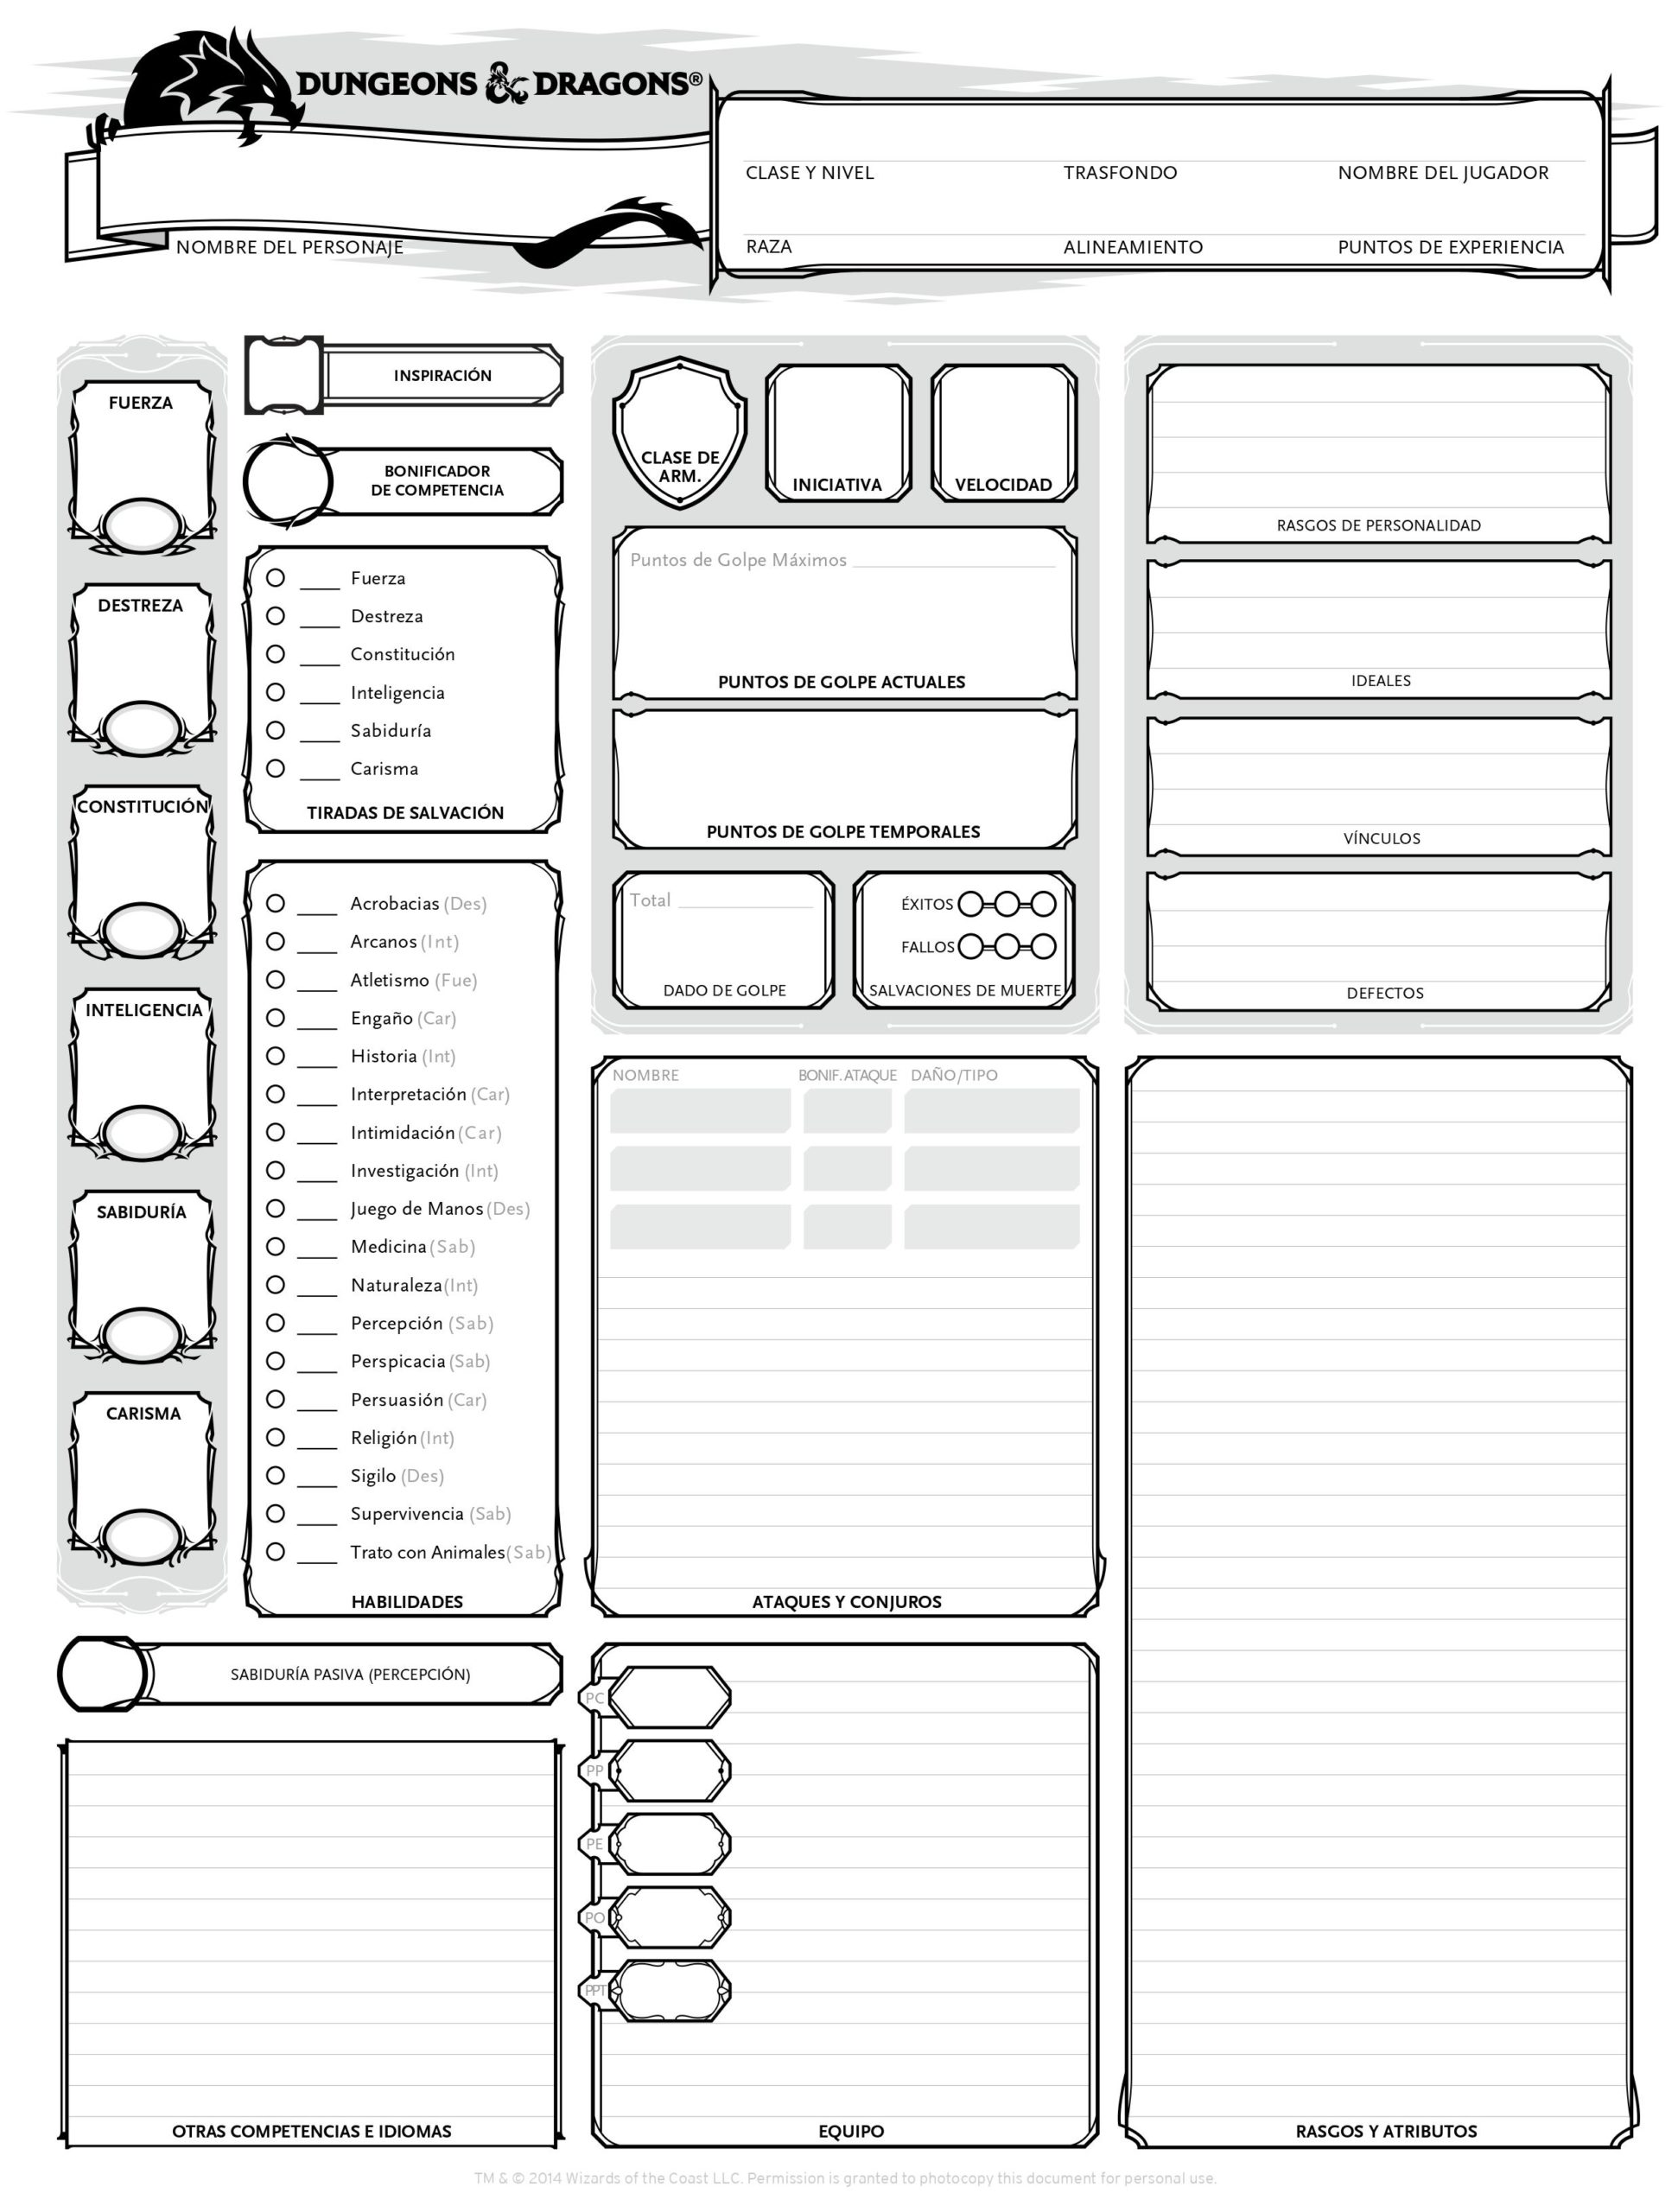 DUNGEONS & DRAGONS®
CLASE Y NIVEL
TRASFONDO
NOMBRE DEL JUGADOR
NOMBRE DEL PERSONAJE
RAZA
ALINEAMIENTO
PUNTOS DE EXPERIENCIA
FUERZA
DESTREZA
CONSTITUCIÓN
INTELIGENCIA
SABIDURÍA
CARISMA
INSPIRACIÓN
BONIFICADOR
DE COMPETENCIA
Fuerza
Destreza
Constitución
Inteligencia
Sabiduría
Carisma
TIRADAS DE SALVACIÓN
Acrobacias (Des)
Arcanos (Int)
Atletismo (Fue)
Engaño (Car)
Historia (Int)
Interpretación (Car)
Intimidación (Car)
Investigación (Int)
Juego de Manos (Des)
Medicina (Sab)
Naturaleza (Int)
Percepción (Sab)
Perspicacia (Sab)
Persuasión (Car)
Religión (Int)
Sigilo (Des)
Supervivencia (Sab)
Trato con Animales (Sab)
HABILIDADES
SABIDURÍA PASIVA (PERCEPCIÓN)
OTRAS COMPETENCIAS E IDIOMAS
CLASE DE
ARM.
INICIATIVA
VELOCIDAD
Puntos de Golpe Máximos
PUNTOS DE GOLPE ACTUALES
PUNTOS DE GOLPE TEMPORALES
Total
DADO DE GOLPE
ÉXITOS
FALLOS
SALVACIONES DE MUERTE
NOMBRE
BONIF. ATAQUE
DAÑO/TIPO
ATAQUES Y CONJUROS
PC
PP
PE
PO
PPT
EQUIPO
RASGOS DE PERSONALIDAD
IDEALES
VÍNCULOS
DEFECTOS
RASGOS Y ATRIBUTOS
TM & © 2014 Wizards of the Coast LLC. Permission is granted to photocopy this document for personal use.